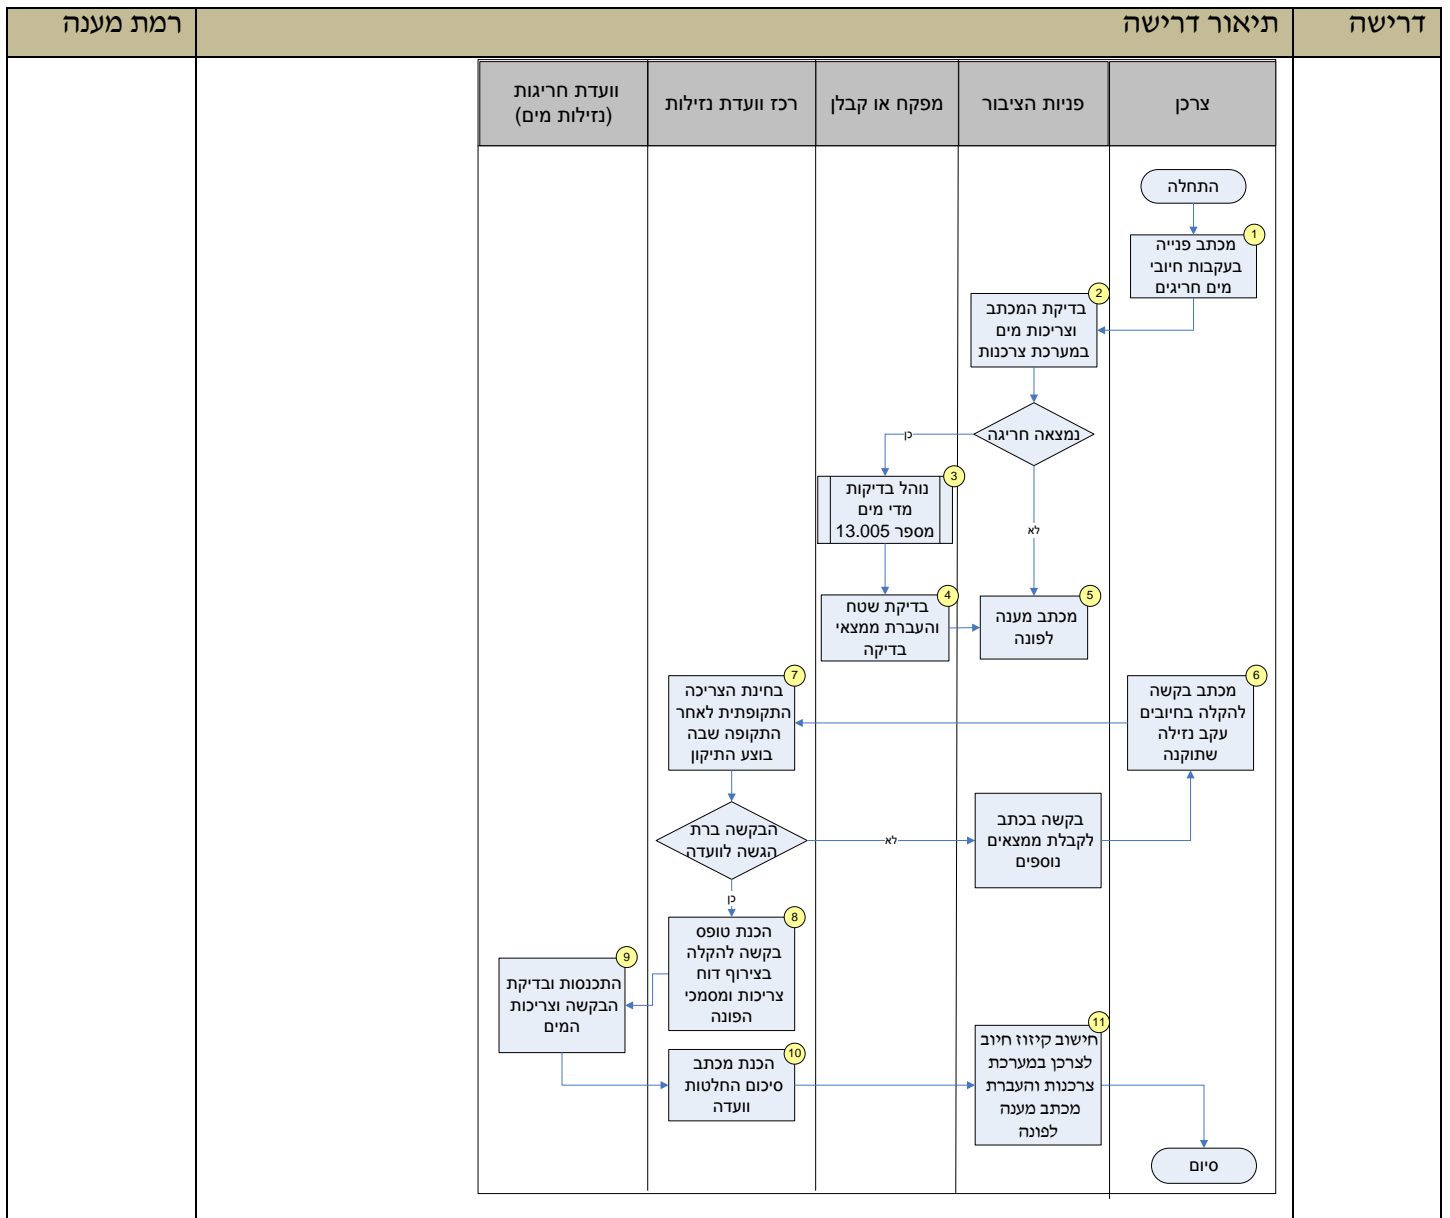 דרישה
תיאור דרישה
רמת מענה
צרכן
פניות הציבור
מפקח או קבלן
רכז וועדת נזילות
וועדת חריגות
(נזילות מים)
התחלה
1
מכתב פנייה
בעקבות חיובי
מים חריגים
2
בדיקת המכתב
וצריכות מים
במערכת צרכנות
נמצאה חריגה
כן
לא
3
נוהל בדיקות
מדי מים
מספר 13.005
4
בדיקת שטח
והעברת ממצאי
בדיקה
5
מכתב מענה
לפונה
6
מכתב בקשה
להקלה בחיובים
עקב נזילה
שתוקנה
7
בחינת הצריכה
התקופתית לאחר
התקופה שבה
בוצע התיקון
הבקשה ברת
הגשה לוועדה
לא
כן
בקשה בכתב
לקבלת ממצאים
נוספים
8
הכנת טופס
בקשה להקלה
בצירוף דוח
צריכות ומסמכי
הפונה
9
התכנסות ובדיקת
הבקשה וצריכות
המים
10
הכנת מכתב
סיכום החלטות
וועדה
11
חישוב קיזוז חיוב
לצרכן במערכת
צרכנות והעברת
מכתב מענה
לפונה
סיום